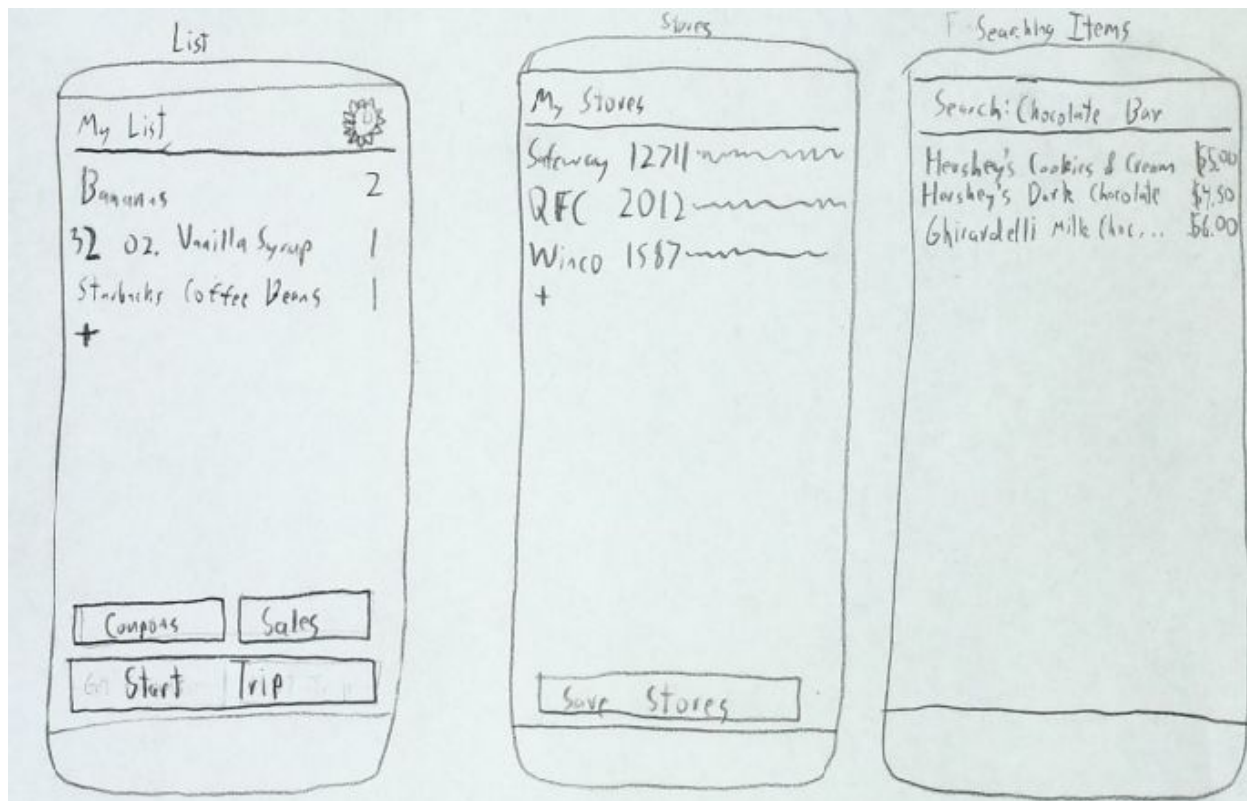 List
My List
Bananas 2
32 oz. Vanilla Syrup 1
Starbucks Coffee Beans 1
+
Coupons
Sales
Start Trip
Stores
My Stores
Safeway 12711
QFC 2012
Winco 1587
+
Save Stores
Searching Items
Search: Chocolate Bar
Hershey's Cookies & Cream $5.00
Hershey's Dark Chocolate $4.50
Ghirardelli Milk Choc... $6.00